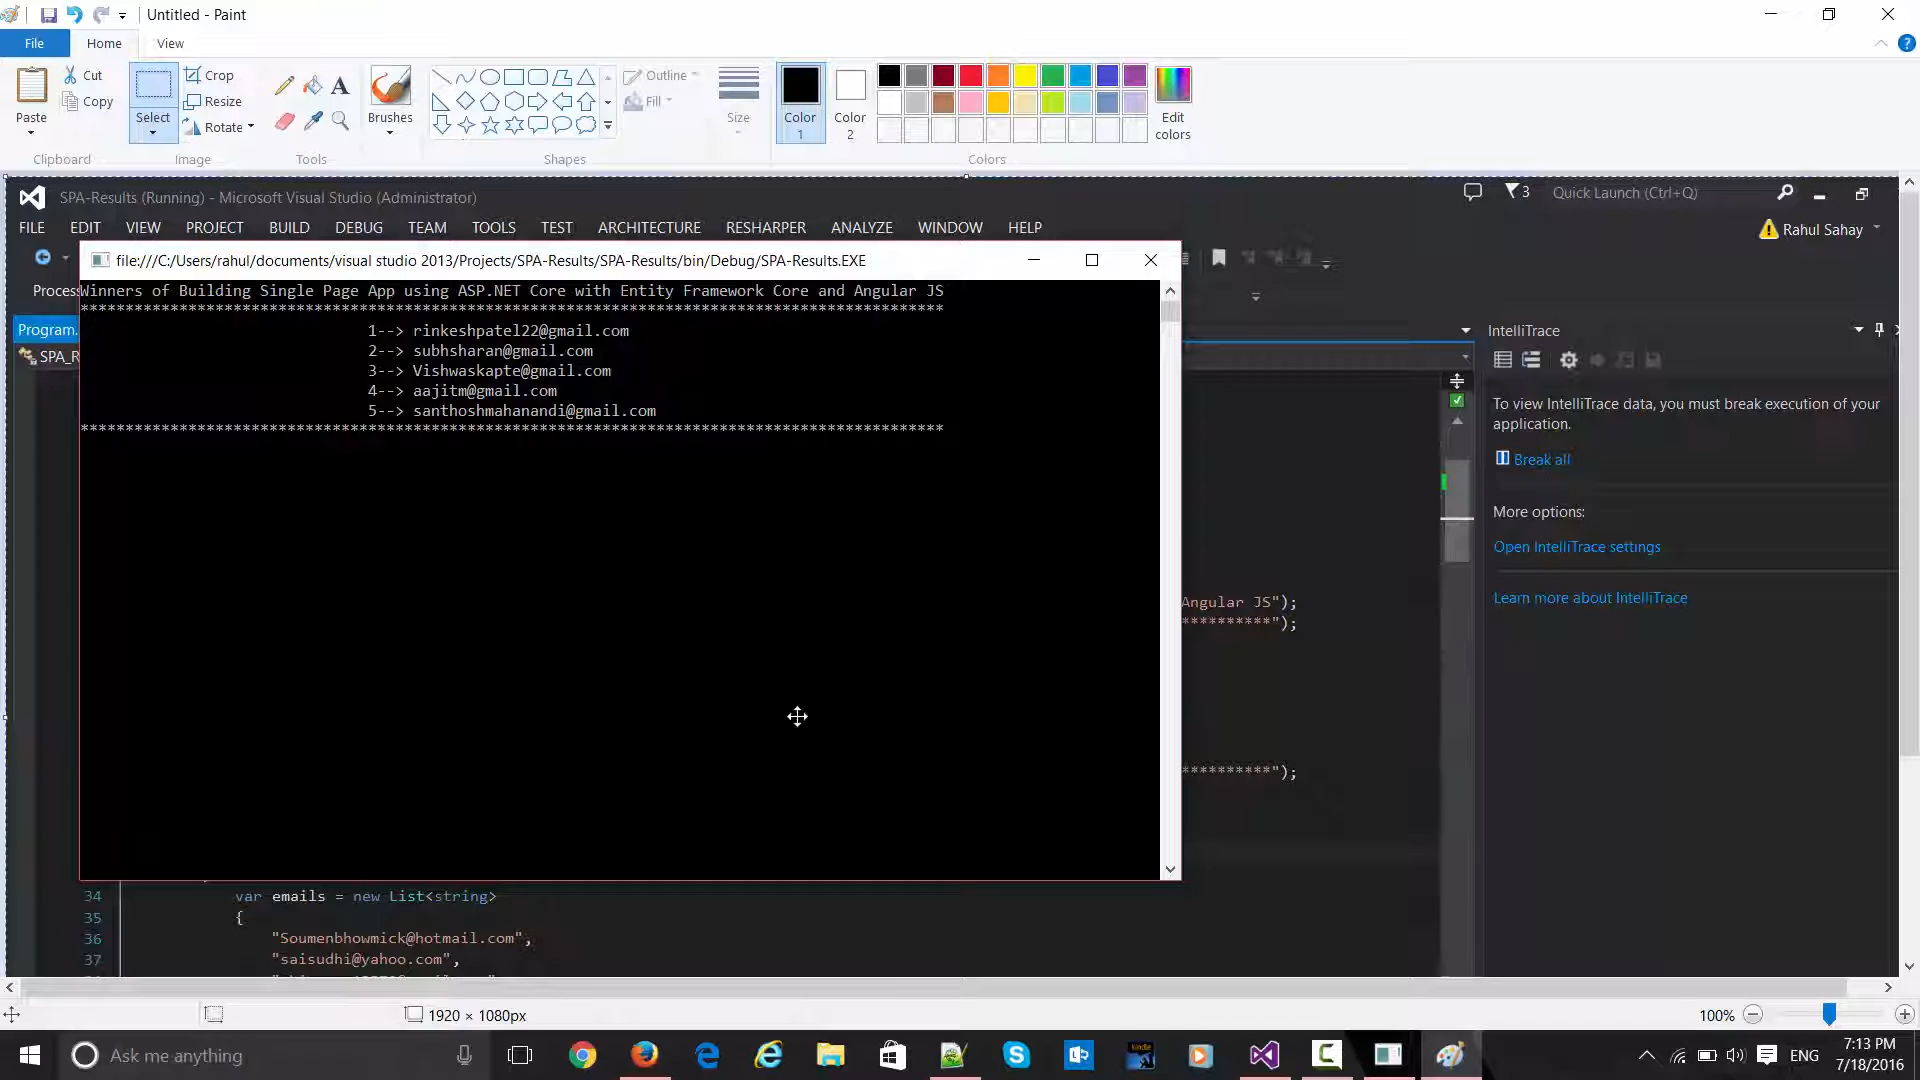 Untitled - Paint
File Home View
Paste
Cut
Copy
Select
Crop
Resize
Rotate
Brushes
Outline
Fill
Size
Color 1
Color 2
Edit colors
Clipboard
Image
Tools
Shapes
Colors
SPA-Results (Running) - Microsoft Visual Studio (Administrator)
3
Quick Launch (Ctrl+Q)
FILE EDIT VIEW PROJECT BUILD DEBUG TEAM TOOLS TEST ARCHITECTURE RESHARPER ANALYZE WINDOW HELP
Rahul Sahay
file:///C:/Users/rahul/documents/visual studio 2013/Projects/SPA-Results/SPA-Results/bin/Debug/SPA-Results.EXE
Winners of Building Single Page App using ASP.NET Core with Entity Framework Core and Angular JS
************************************************************************************************
1--> rinkeshpatel22@gmail.com
2--> subhsharan@gmail.com
3--> Vishwaskapte@gmail.com
4--> aajitm@gmail.com
5--> santhoshmahanandi@gmail.com
************************************************************************************************
Program.
IntelliTrace
To view IntelliTrace data, you must break execution of your
application.
Break all
More options:
Open IntelliTrace settings
Learn more about IntelliTrace
Angular JS");
**********");
**********");
34 var emails = new List<string>
35 {
36 "Soumenbhowmick@hotmail.com",
37 "saisudhi@yahoo.com",
1920 × 1080px
100%
Ask me anything
ENG
7:13 PM
7/18/2016